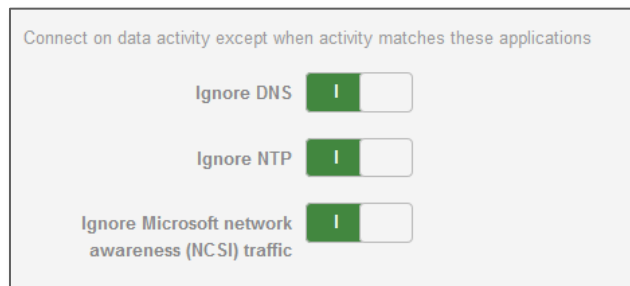 Connect on data activity except when activity matches these applications
Ignore DNS
I
Ignore NTP
I
Ignore Microsoft network
awareness (NCSI) traffic
I